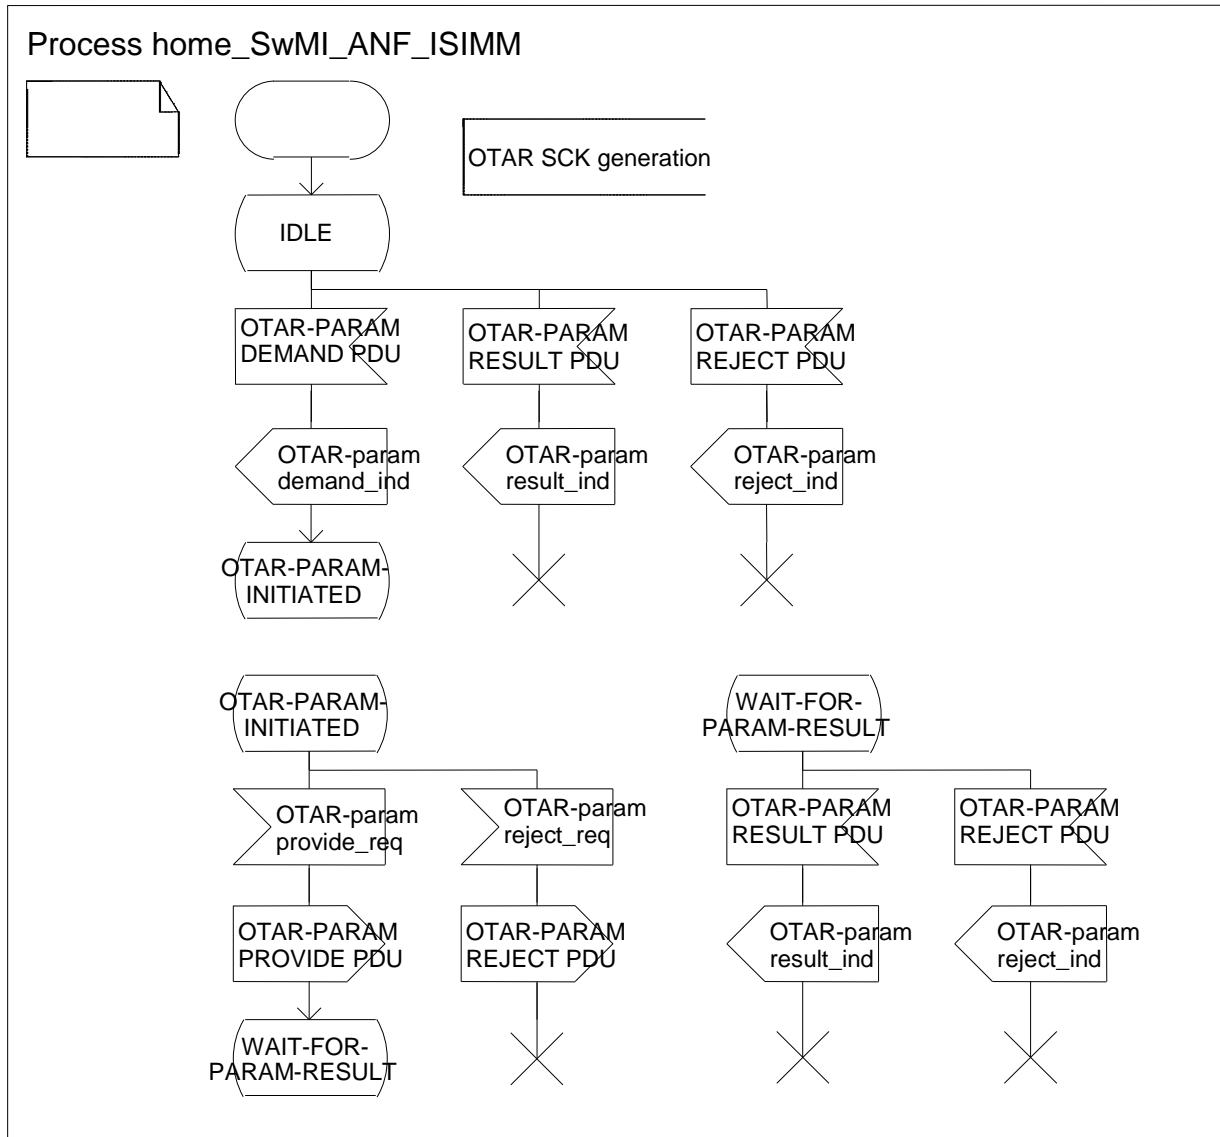 Process home_SwMI_ANF_ISIMM
OTAR SCK generation
IDLE
OTAR-PARAM
DEMAND PDU
OTAR-PARAM
RESULT PDU
OTAR-PARAM
REJECT PDU
OTAR-param
demand_ind
OTAR-param
result_ind
OTAR-param
reject_ind
OTAR-PARAM-
INITIATED
OTAR-PARAM-
INITIATED
WAIT-FOR-
PARAM-RESULT
OTAR-param
provide_req
OTAR-param
reject_req
OTAR-PARAM
RESULT PDU
OTAR-PARAM
REJECT PDU
OTAR-PARAM
PROVIDE PDU
OTAR-PARAM
REJECT PDU
OTAR-param
result_ind
OTAR-param
reject_ind
WAIT-FOR-
PARAM-RESULT